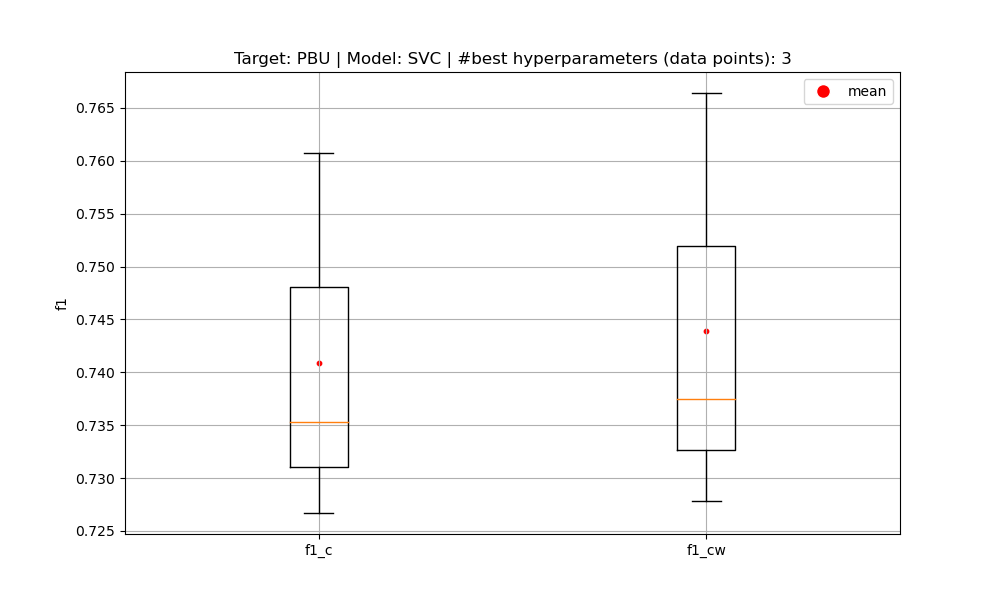 Target: PBU | Model: SVC | #best hyperparameters (data points): 3
mean
0.765
0.760
0.755
0.750
0.745
0.740
0.735
0.730
0.725
f1
f1_c
f1_cw